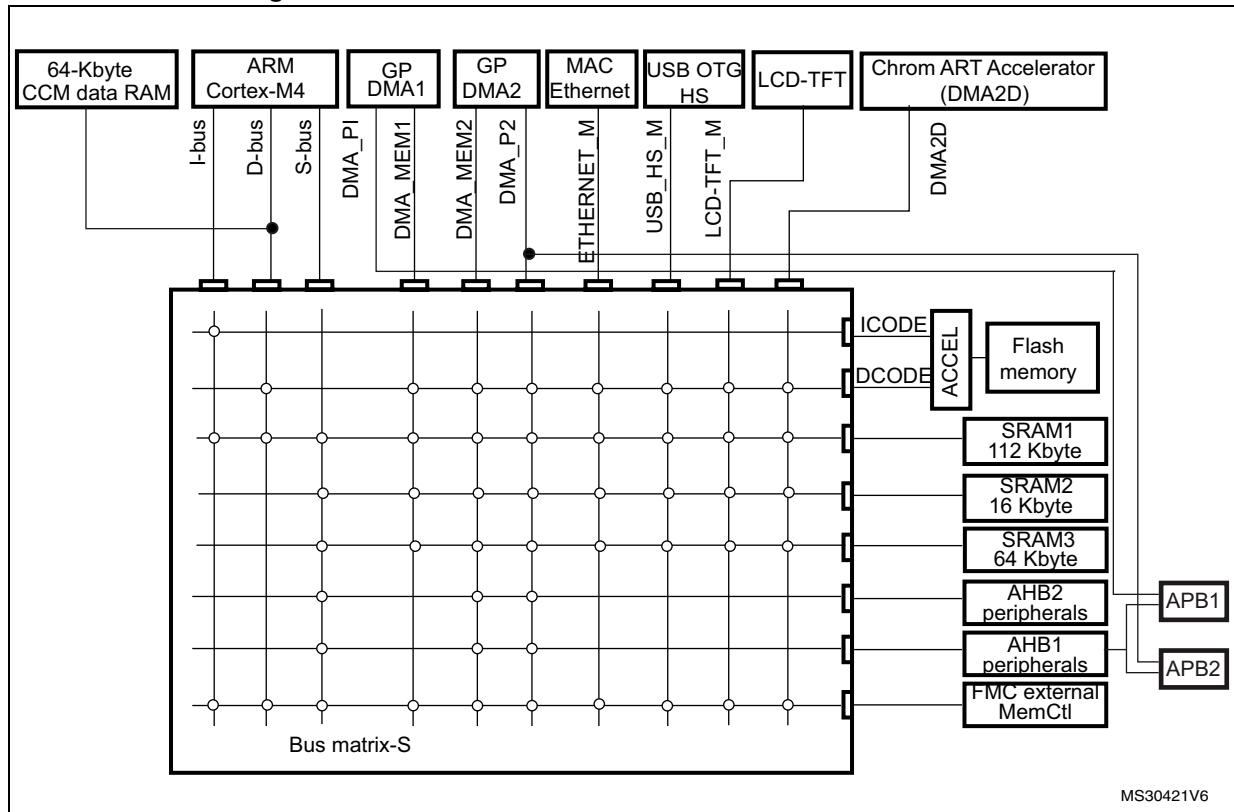 64-Kbyte
CCM data RAM
ARM
Cortex-M4
GP
DMA1
GP
DMA2
MAC
Ethernet
USB OTG
HS
LCD-TFT
Chrom ART Accelerator
(DMA2D)
I-bus
D-bus
S-bus
DMA_PI
DMA_MEM1
DMA_MEM2
DMA_P2
ETHERNET_M
USB_HS_M
LCD-TFT_M
DMA2D
ICODE
DCODE
ACCEL
Flash
memory
SRAM1
112 Kbyte
SRAM2
16 Kbyte
SRAM3
64 Kbyte
AHB2
peripherals
AHB1
peripherals
FMC external
MemCtl
APB1
APB2
Bus matrix-S
MS30421V6